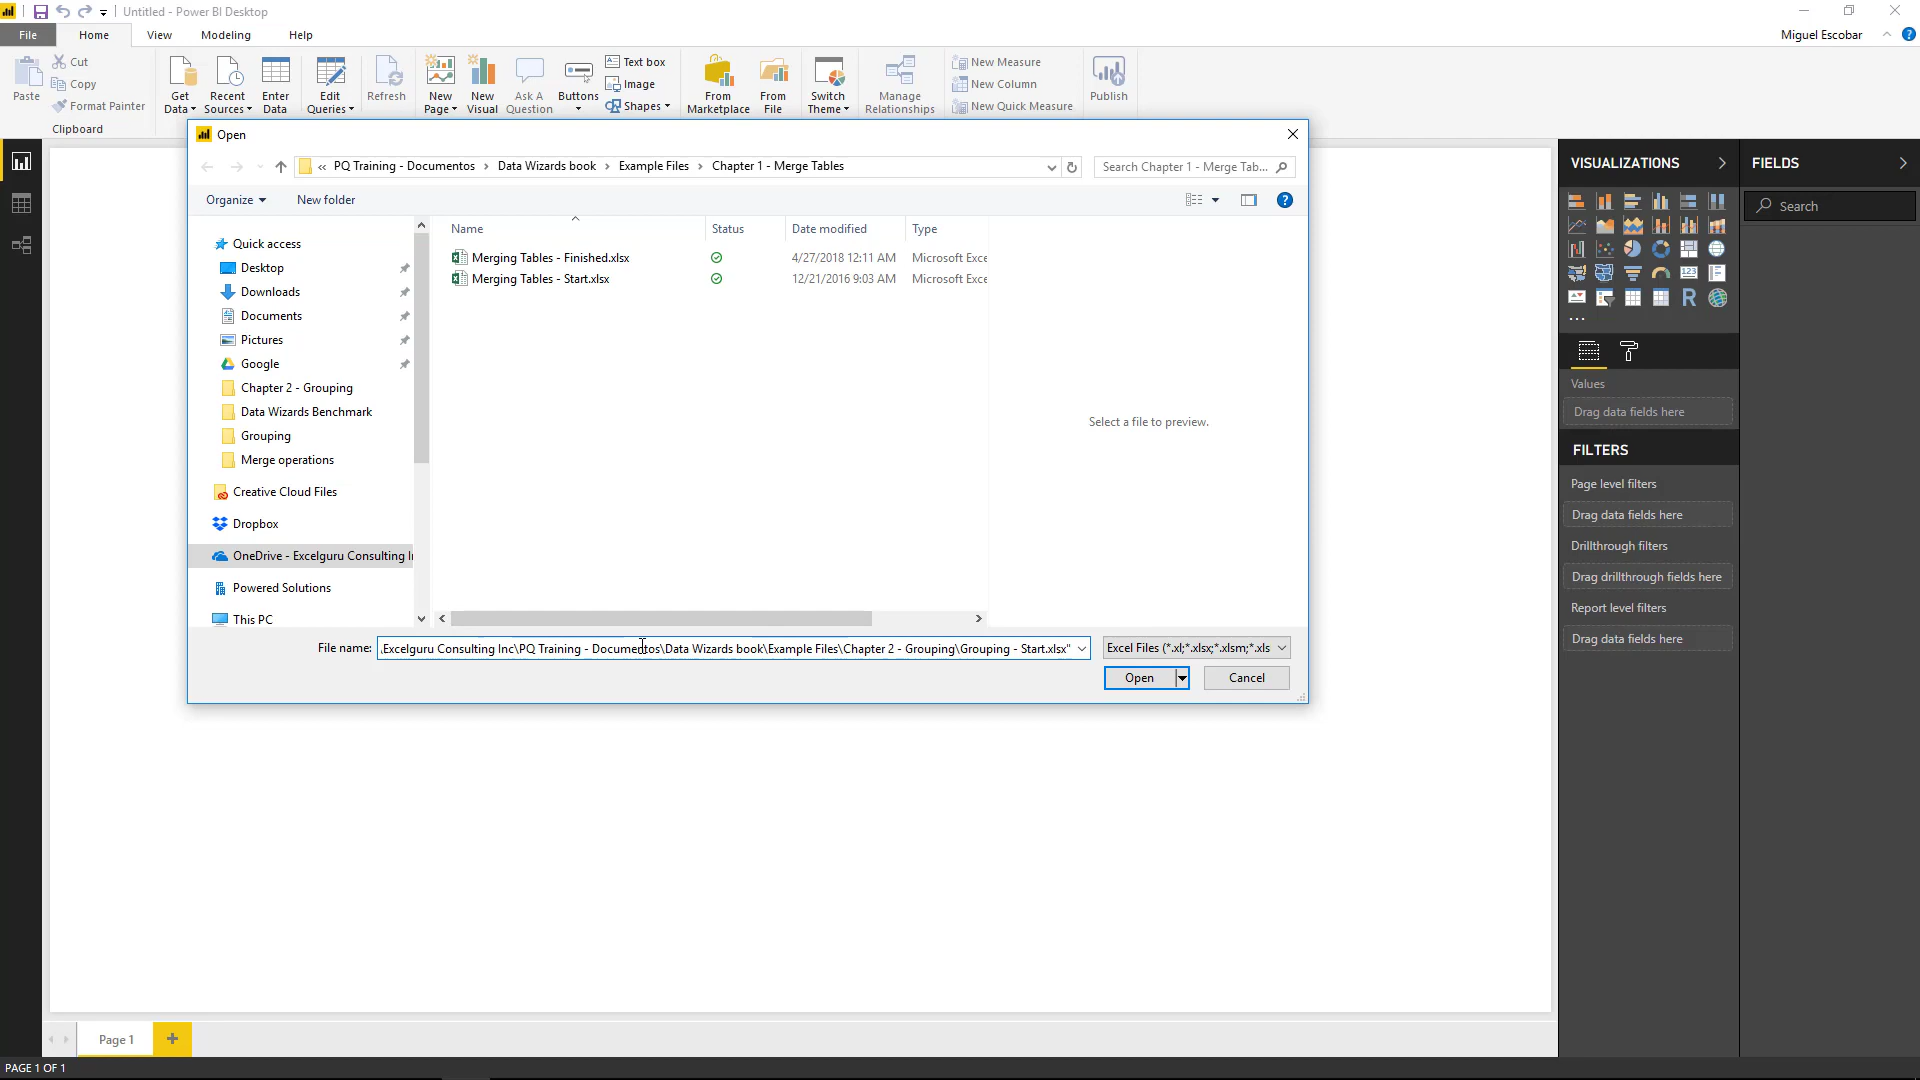 Untitled - Power BI Desktop
File
Home
View
Modeling
Help
Miguel Escobar
Paste
Cut
Copy
Format Painter
Clipboard
Get
Data
Recent
Sources
Enter
Data
Edit
Queries
Refresh
New
Page
New
Visual
Ask A
Question
Buttons
Text box
Image
Shapes
From
Marketplace
From
File
Switch
Theme
Manage
Relationships
New Measure
New Column
New Quick Measure
Publish
Open
« PQ Training - Documentos > Data Wizards book > Example Files > Chapter 1 - Merge Tables
Search Chapter 1 - Merge Tab...
Organize
New folder
Quick access
Desktop
Downloads
Documents
Pictures
Google
Chapter 2 - Grouping
Data Wizards Benchmark
Grouping
Merge operations
Creative Cloud Files
Dropbox
OneDrive - Excelguru Consulting I
Powered Solutions
This PC
Name Status Date modified Type
Merging Tables - Finished.xlsx 4/27/2018 12:11 AM Microsoft Exce
Merging Tables - Start.xlsx 12/21/2016 9:03 AM Microsoft Exce
Select a file to preview.
File name: Excelguru Consulting Inc\PQ Training - Documentos\Data Wizards book\Example Files\Chapter 2 - Grouping\Grouping - Start.xlsx"
Excel Files (*.xl;*.xlsx;*.xlsm;*.xls
Open
Cancel
VISUALIZATIONS
Values
Drag data fields here
FILTERS
Page level filters
Drag data fields here
Drillthrough filters
Drag drillthrough fields here
Report level filters
Drag data fields here
FIELDS
Search
Page 1
PAGE 1 OF 1